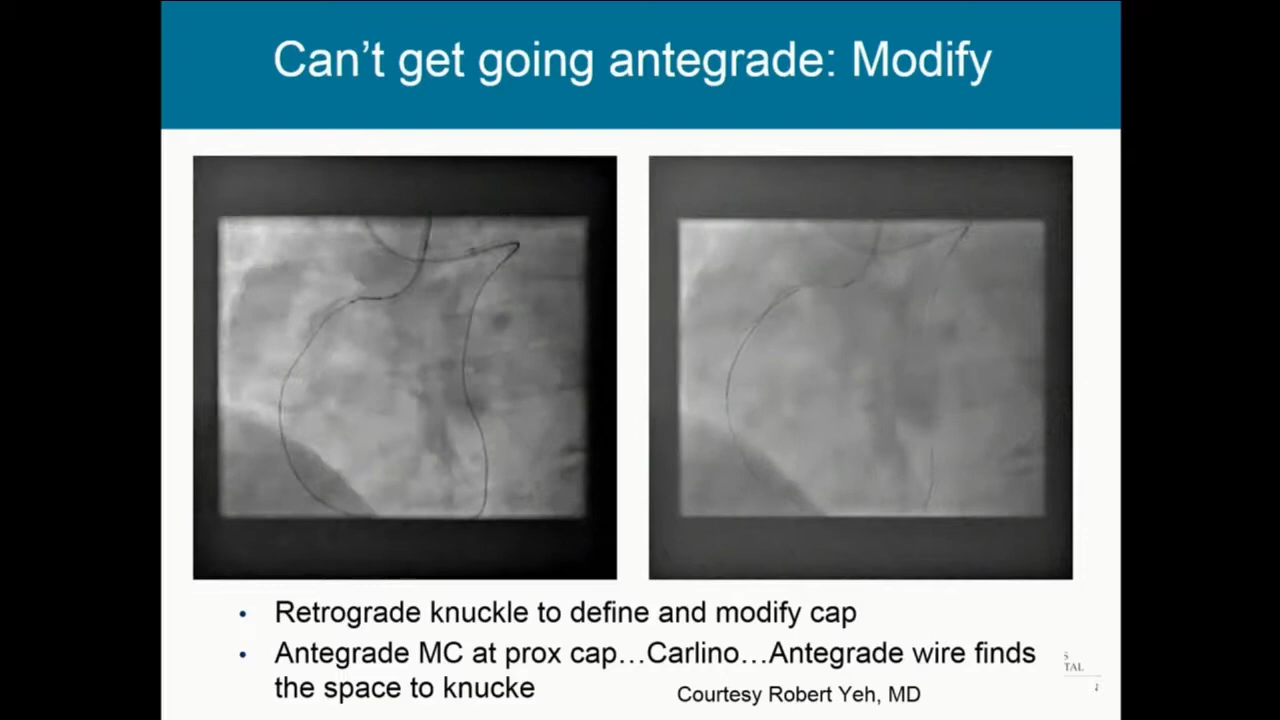 Can't get going antegrade: Modify
• Retrograde knuckle to define and modify cap
• Antegrade MC at prox cap…Carlino…Antegrade wire finds
the space to knucke
Courtesy Robert Yeh, MD
S
TAL